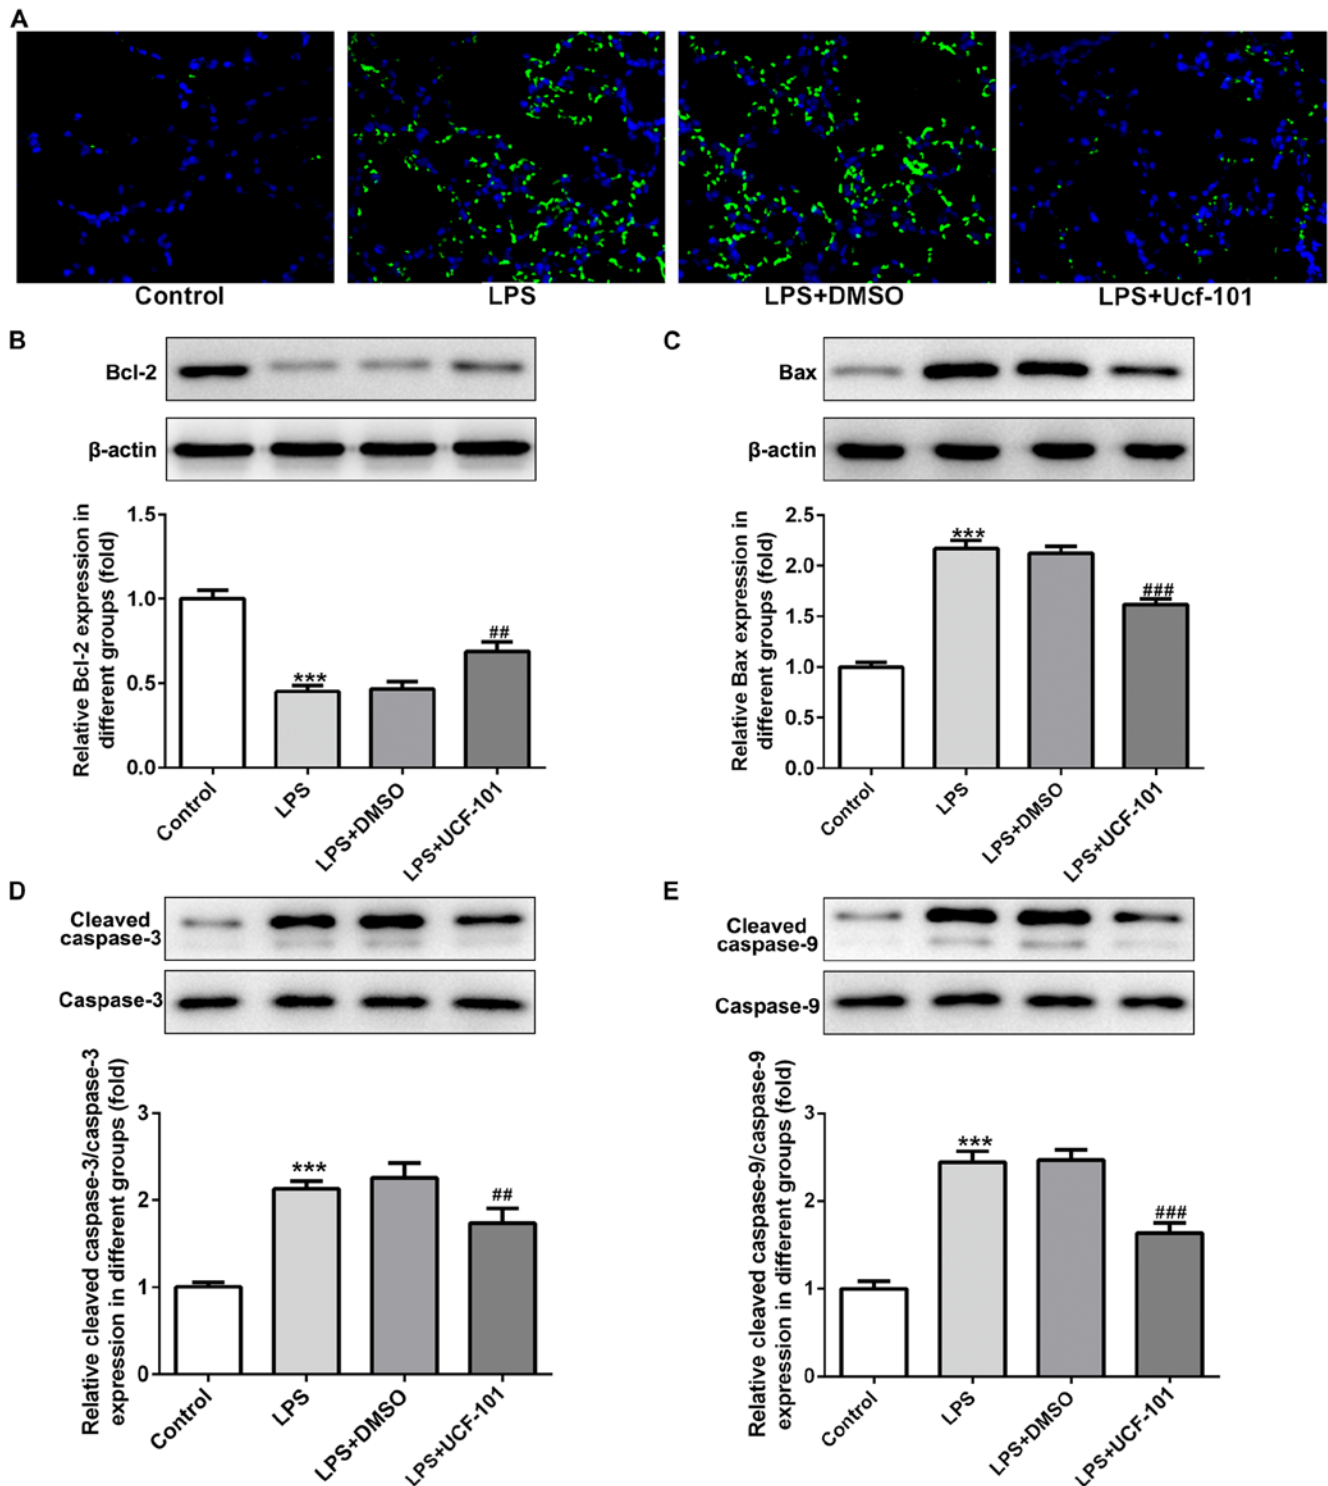 A
Control
LPS
LPS+DMSO
LPS+Ucf-101
B
Bcl-2
β-actin
Relative Bcl-2 expression in
different groups (fold)
1.5
1.0
0.5
0.0
***
##
Control
LPS
LPS+DMSO
LPS+UCF-101
C
Bax
β-actin
Relative Bax expression in
different groups (fold)
2.5
2.0
1.5
1.0
0.5
0.0
***
###
Control
LPS
LPS+DMSO
LPS+UCF-101
D
Cleaved
caspase-3
Caspase-3
Relative cleaved caspase-3/caspase-3
expression in different groups (fold)
3
2
1
0
***
##
Control
LPS
LPS+DMSO
LPS+UCF-101
E
Cleaved
caspase-9
Caspase-9
Relative cleaved caspase-9/caspase-9
expression in different groups (fold)
3
2
1
0
***
###
Control
LPS
LPS+DMSO
LPS+UCF-101